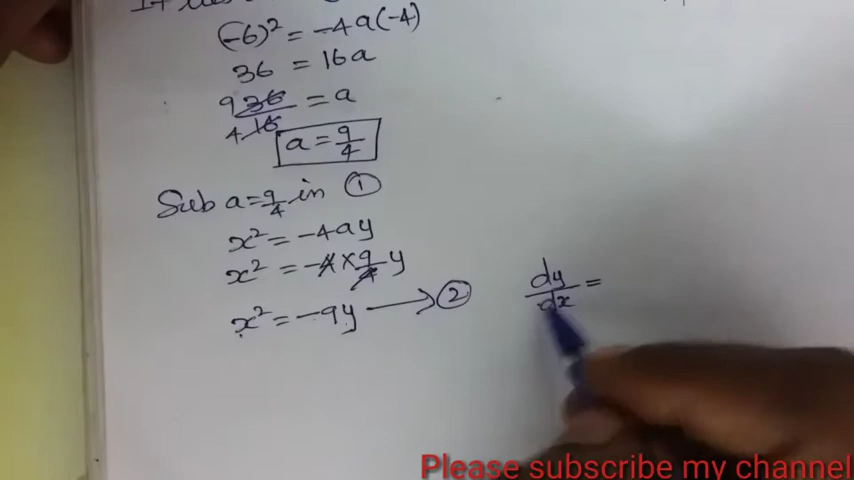 (-6)² = -4a(-4)
36 = 16a
9 36/4 16 = a
a = 9/4
Sub a = 9/4 in ①
x² = -4ay
x² = -4 × 9/4 y
x² = -9y → ②
dy/dx =
Please subscribe my channel